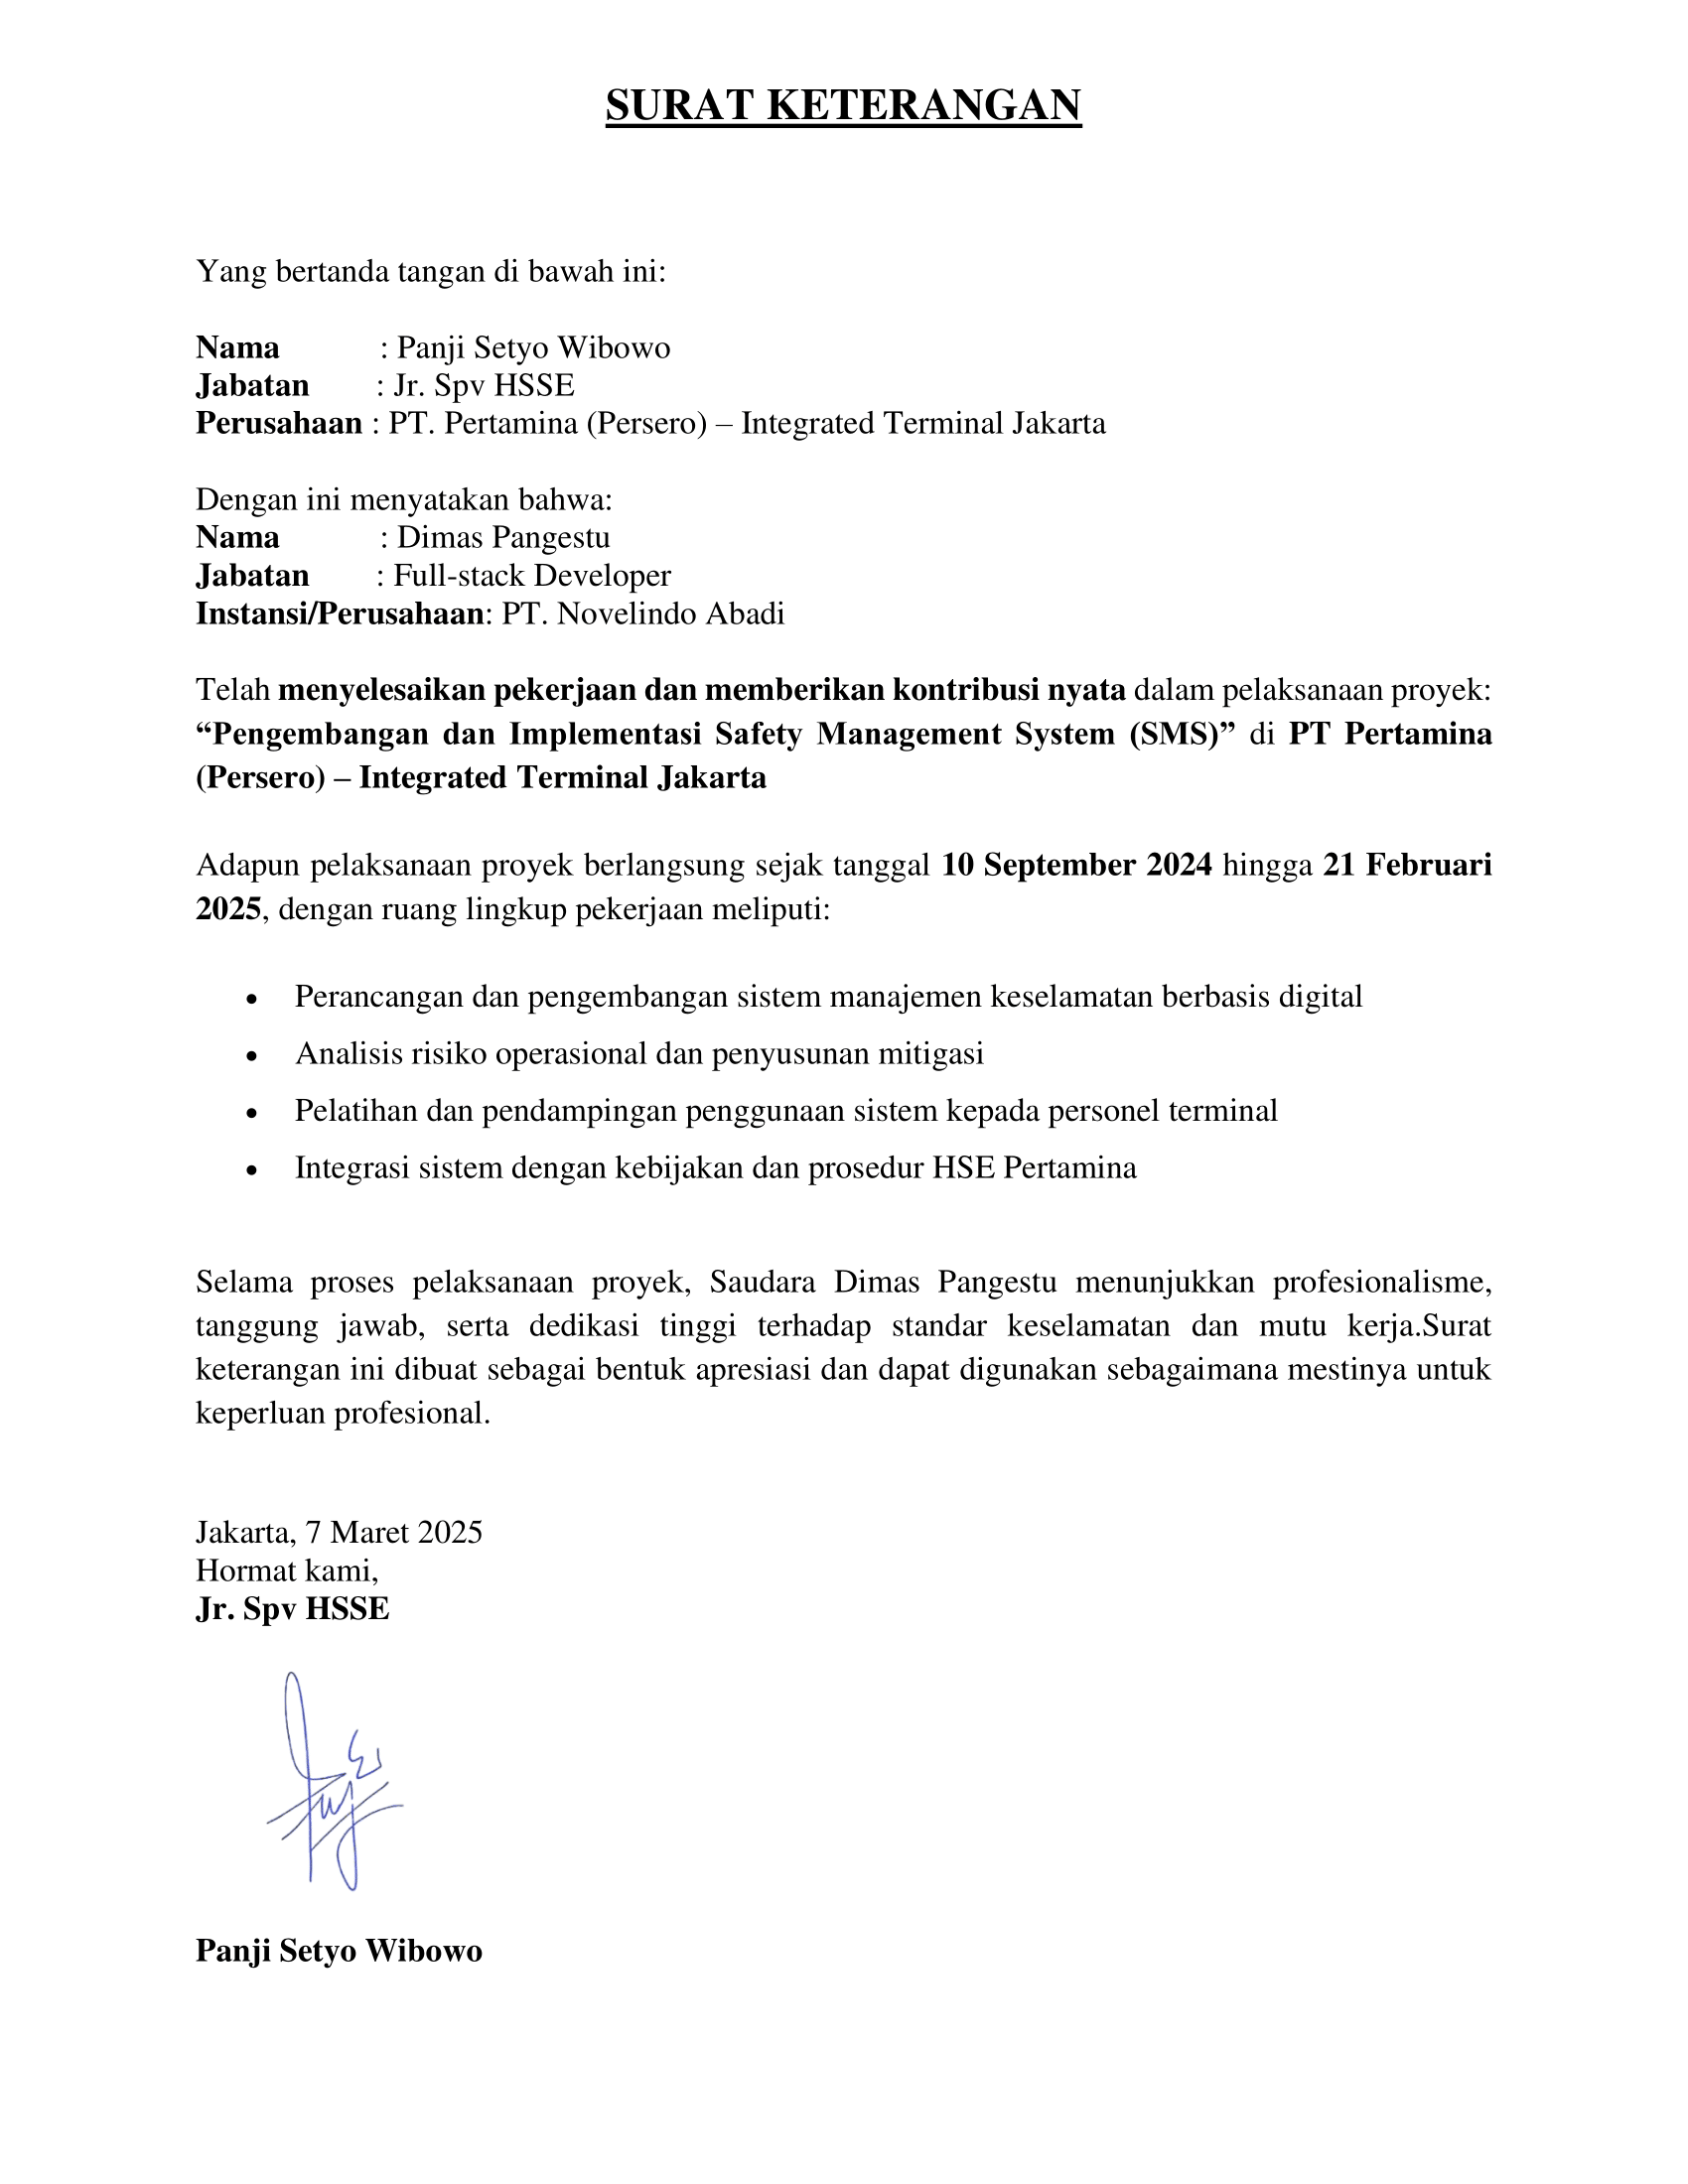 SURAT KETERANGAN
Yang bertanda tangan di bawah ini:
Nama : Panji Setyo Wibowo
Jabatan : Jr. Spv HSSE
Perusahaan : PT. Pertamina (Persero) – Integrated Terminal Jakarta
Dengan ini menyatakan bahwa:
Nama : Dimas Pangestu
Jabatan : Full-stack Developer
Instansi/Perusahaan: PT. Novelindo Abadi
Telah menyelesaikan pekerjaan dan memberikan kontribusi nyata dalam pelaksanaan proyek:
“Pengembangan dan Implementasi Safety Management System (SMS)” di PT Pertamina
(Persero) – Integrated Terminal Jakarta
Adapun pelaksanaan proyek berlangsung sejak tanggal 10 September 2024 hingga 21 Februari
2025, dengan ruang lingkup pekerjaan meliputi:
• Perancangan dan pengembangan sistem manajemen keselamatan berbasis digital
• Analisis risiko operasional dan penyusunan mitigasi
• Pelatihan dan pendampingan penggunaan sistem kepada personel terminal
• Integrasi sistem dengan kebijakan dan prosedur HSE Pertamina
Selama proses pelaksanaan proyek, Saudara Dimas Pangestu menunjukkan profesionalisme,
tanggung jawab, serta dedikasi tinggi terhadap standar keselamatan dan mutu kerja.Surat
keterangan ini dibuat sebagai bentuk apresiasi dan dapat digunakan sebagaimana mestinya untuk
keperluan profesional.
Jakarta, 7 Maret 2025
Hormat kami,
Jr. Spv HSSE
Panji Setyo Wibowo